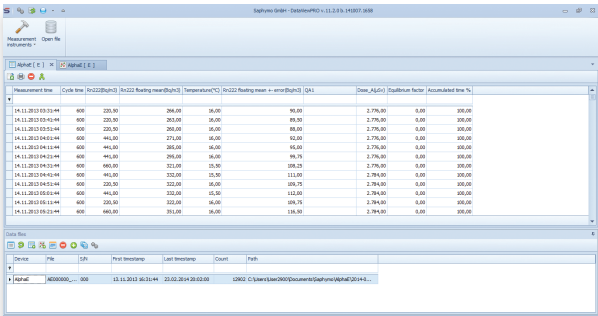 S
Saphymo GmbH - DataViewPRO v.11.2.0 b.141007.1658
Measurement instruments
Open file
AlphaE [ E ] x AlphaE [ E ]
Measurement time Cycle time Rn222[Bq/m3] Rn222 floating mean[Bq/m3] Temperature[°C] Rn222 floating mean +- error[Bq/m3] QA1 Dose_A[µSv] Equilibrium factor Accumulated time %
14.11.2013 03:31:44 600 220,50 266,00 16,00 90,00 2.776,00 0,00 100,00
14.11.2013 03:41:44 600 220,50 263,00 16,00 89,50 2.776,00 0,00 100,00
14.11.2013 03:51:44 600 220,50 260,00 16,00 88,00 2.776,00 0,00 100,00
14.11.2013 04:01:44 600 441,00 271,00 16,00 92,00 2.776,00 0,00 100,00
14.11.2013 04:11:44 600 441,00 285,00 16,00 95,00 2.776,00 0,00 100,00
14.11.2013 04:21:44 600 441,00 295,00 16,00 99,75 2.776,00 0,00 100,00
14.11.2013 04:31:44 600 660,00 321,00 15,50 108,25 2.776,00 0,00 100,00
14.11.2013 04:41:44 600 441,00 332,00 15,50 111,00 2.784,00 0,00 100,00
14.11.2013 04:51:44 600 220,50 322,00 16,00 109,75 2.784,00 0,00 100,00
14.11.2013 05:01:44 600 441,00 332,00 15,50 112,00 2.784,00 0,00 100,00
14.11.2013 05:11:44 600 220,50 322,00 16,00 109,75 2.784,00 0,00 100,00
14.11.2013 05:21:44 600 660,00 351,00 16,00 116,50 2.784,00 0,00 100,00
Data files
Device File S/N First timestamp Last timestamp Count Path
AlphaE AE000000_... 000 13.11.2013 16:31:44 23.02.2014 20:02:00 12902 C:\Users\User2900\Documents\Saphymo\AlphaE\2014-0...